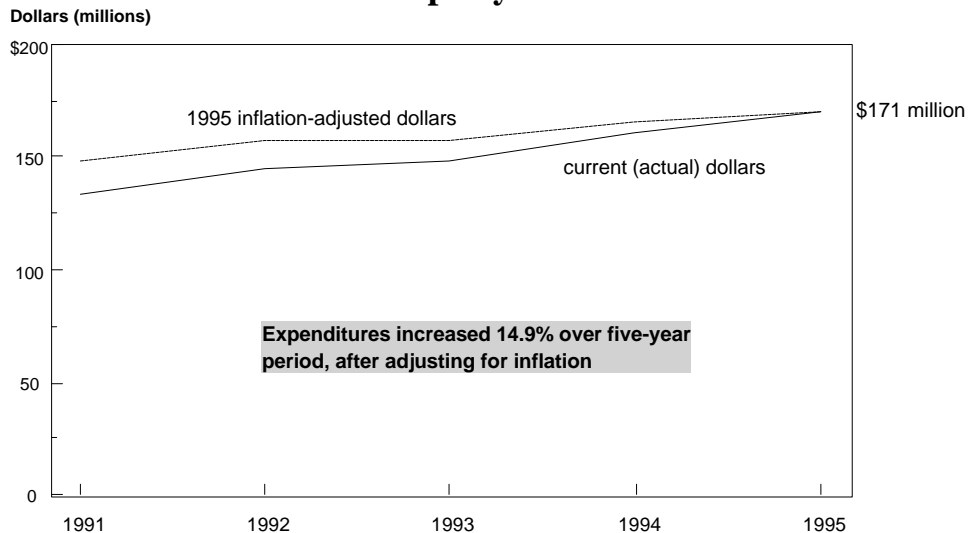 Dollars (millions)
$200
1995 inflation-adjusted dollars
$171 million
150
current (actual) dollars
100
Expenditures increased 14.9% over five-year
period, after adjusting for inflation
50
0
1991 1992 1993 1994 1995